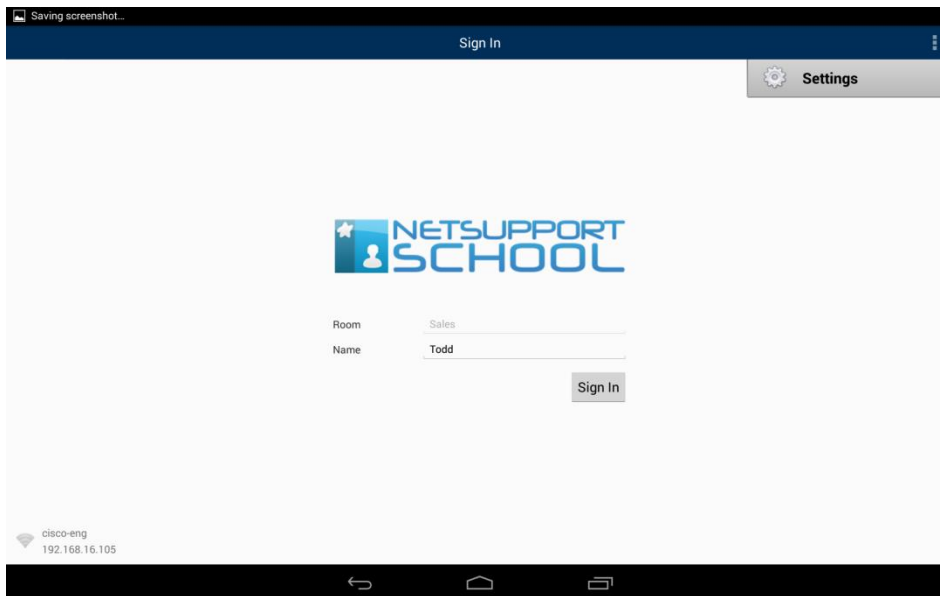 Saving screenshot...
Sign In
Settings
NETSUPPORT
SCHOOL
Room Sales
Name Todd
Sign In
cisco-eng
192.168.16.105